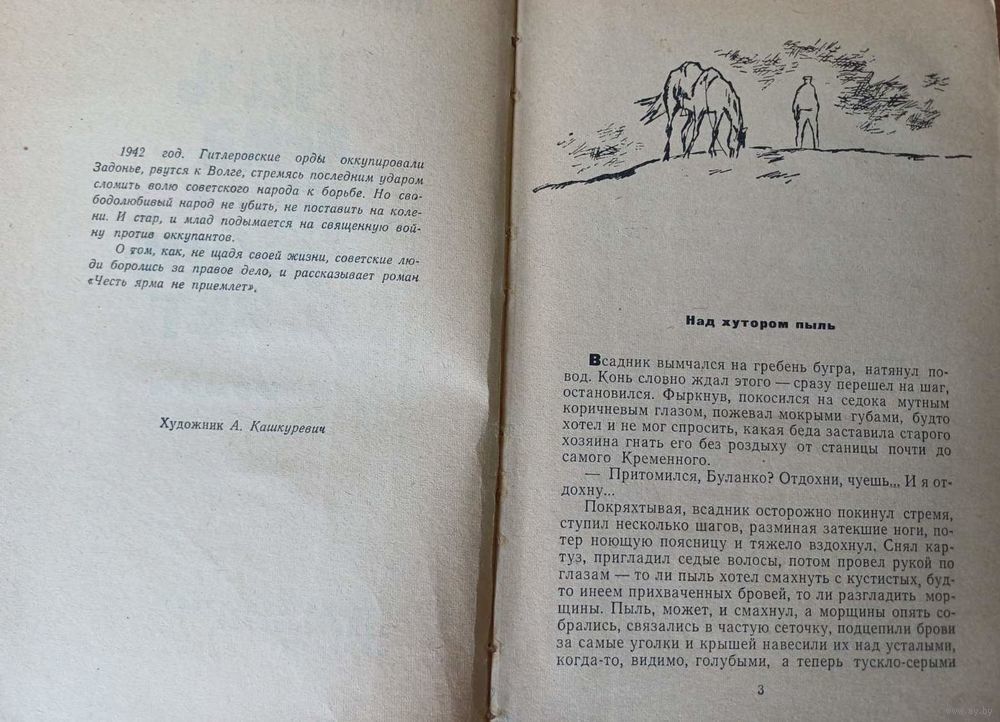 1942 год. Гитлеровские орды оккупировали
Задонье, рвутся к Волге, стремясь последним ударом
сломить волю советского народа к борьбе. Но сво-
бодолюбивый народ не убить, не поставить на коле-
ни. И стар, и млад подымается на священную вой-
ну против оккупантов.
О том, как, не щадя своей жизни, советские лю-
ди боролись за правое дело, и рассказывает роман
«Честь ярма не приемлет».
Художник А. Кашкуревич
Над хутором пыль
Всадник вымчался на гребень бугра, натянул по-
вод. Конь словно ждал этого — сразу перешел на шаг,
остановился. Фыркнув, покосился на седока мутным
коричневым глазом, пожевал мокрыми губами, будто
хотел и не мог спросить, какая беда заставила старого
хозяина гнать его без роздыху от станицы почти до
самого Кременного.
— Притомился, Буланко? Отдохни, чуешь... И я от-
дохну...
Покряхтывая, всадник осторожно покинул стремя,
ступил несколько шагов, разминая затекшие ноги, по-
тер ноющую поясницу и тяжело вздохнул. Снял кар-
туз, пригладил седые волосы, потом провел рукой по
глазам — то ли пыль хотел смахнуть с кустистых, буд-
то инеем прихваченных бровей, то ли разгладить мор-
щины. Пыль, может, и смахнул, а морщины опять со-
брались, связались в частую сеточку, подцепили брови
за самые уголки и крышей навесили их над усталыми,
когда-то, видимо, голубыми, а теперь тускло-серыми
3
www.ay.by